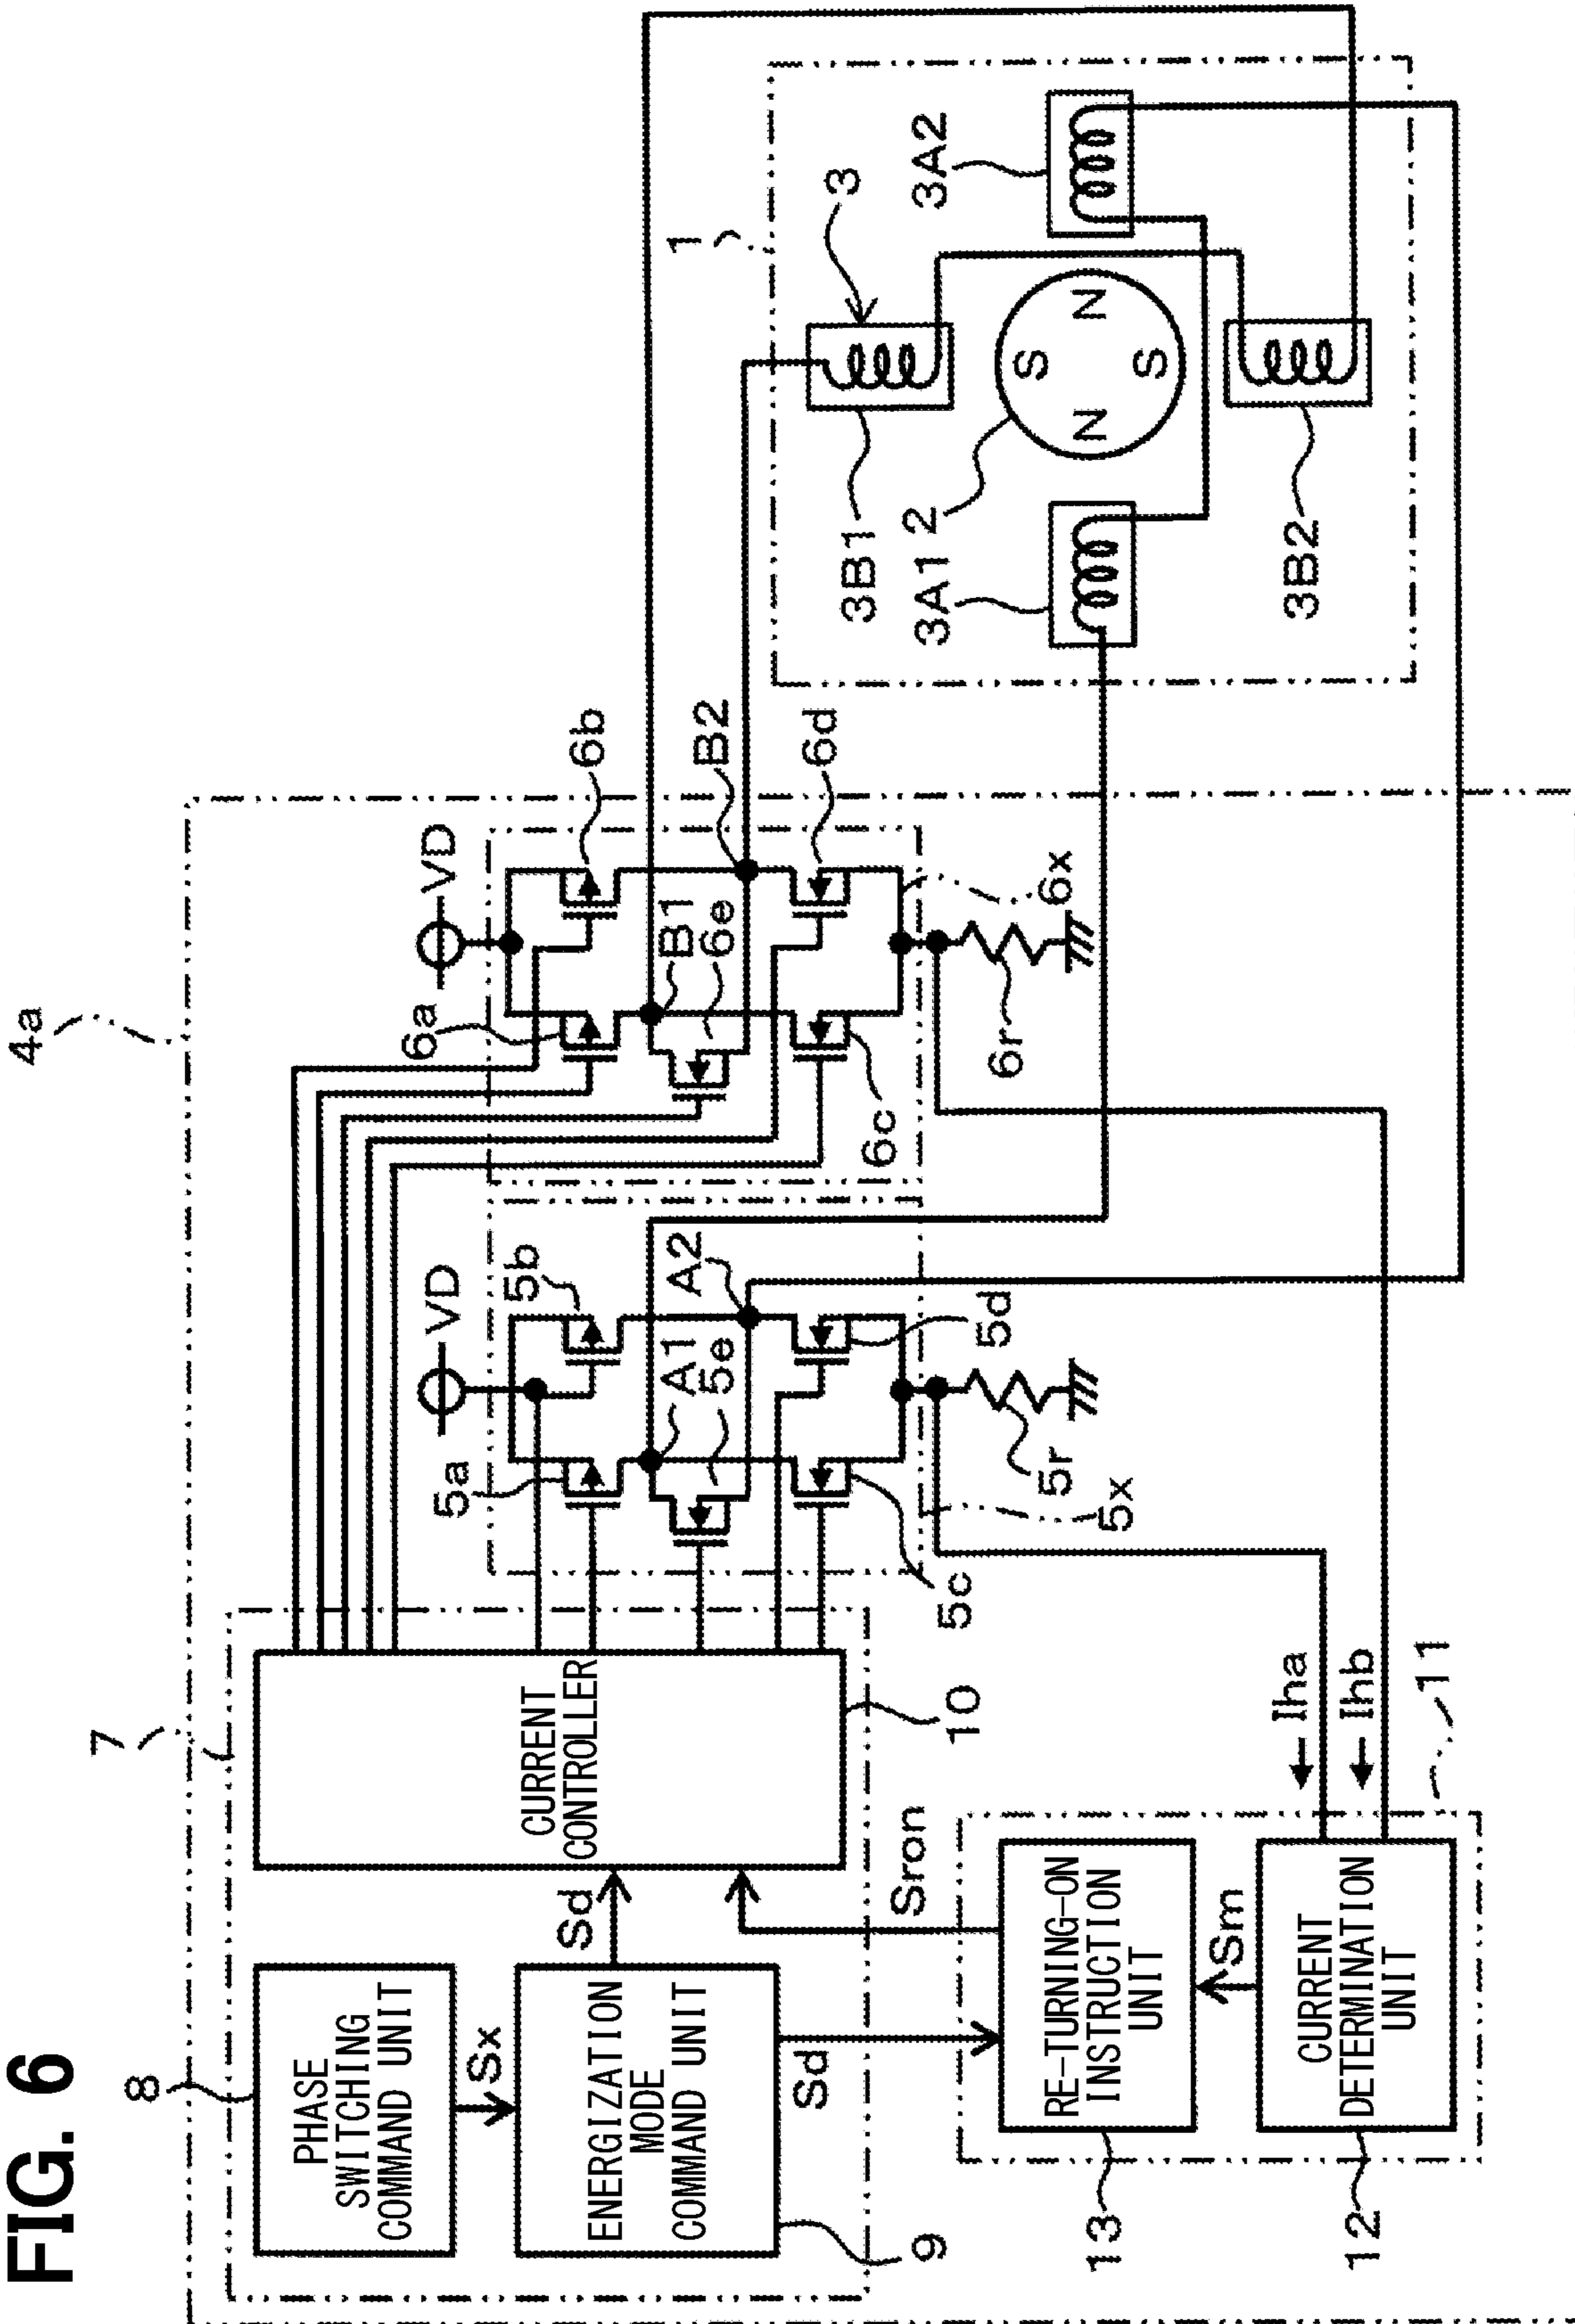 FIG. 6
4a
7
8
PHASE
SWITCHING
COMMAND UNIT
Sx
ENERGIZATION
MODE
COMMAND UNIT
9
Sd
Sd
CURRENT
CONTROLLER
10
Sron
RE-TURNING-ON
INSTRUCTION
UNIT
13
Sm
CURRENT
DETERMINATION
UNIT
12
11
Iha
Ihb
VD
5a
5b
A1
5e
A2
5c
5d
5r
5x
VD
6a
6b
B1
6e
B2
6c
6d
6r
6x
1
3
3B1
3A2
2
3A1
3B2
S
N
N
S